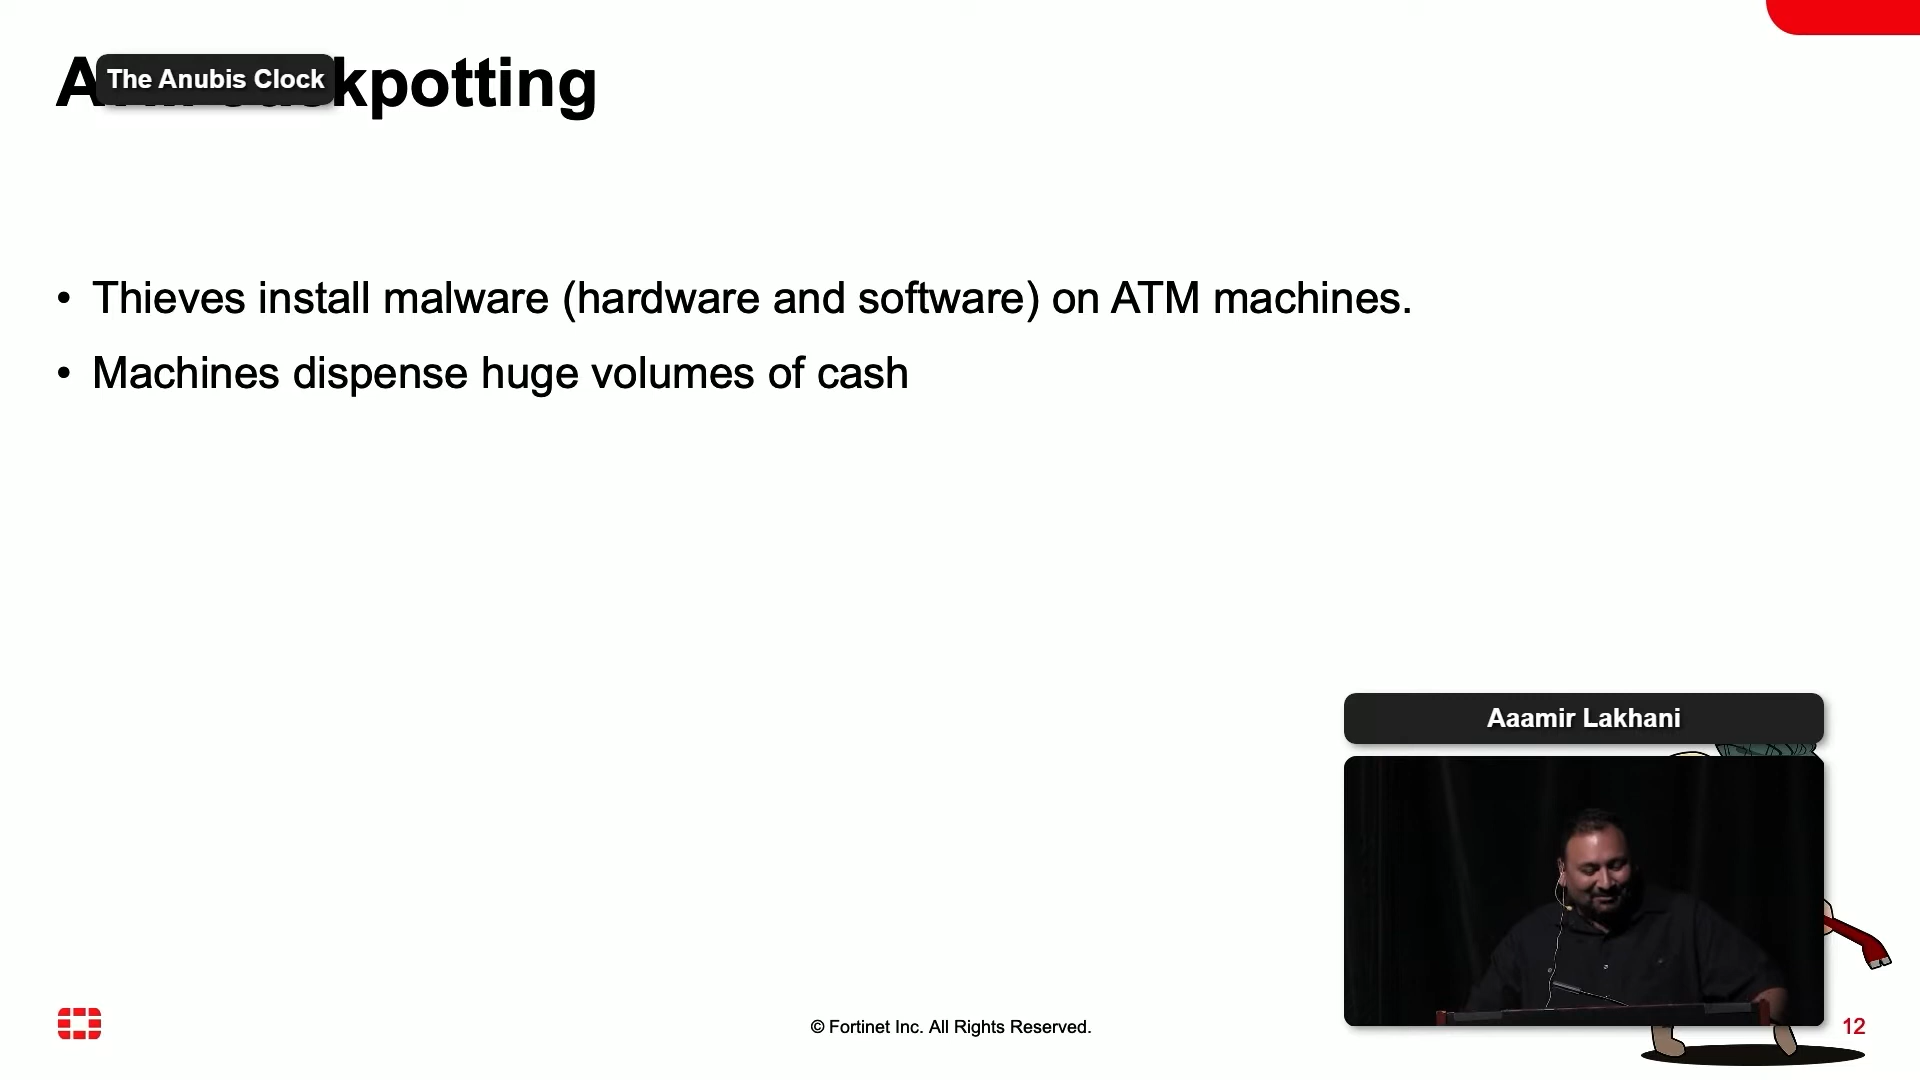 The Anubis Clock
kpotting
• Thieves install malware (hardware and software) on ATM machines.
• Machines dispense huge volumes of cash
Aaamir Lakhani
© Fortinet Inc. All Rights Reserved.
12